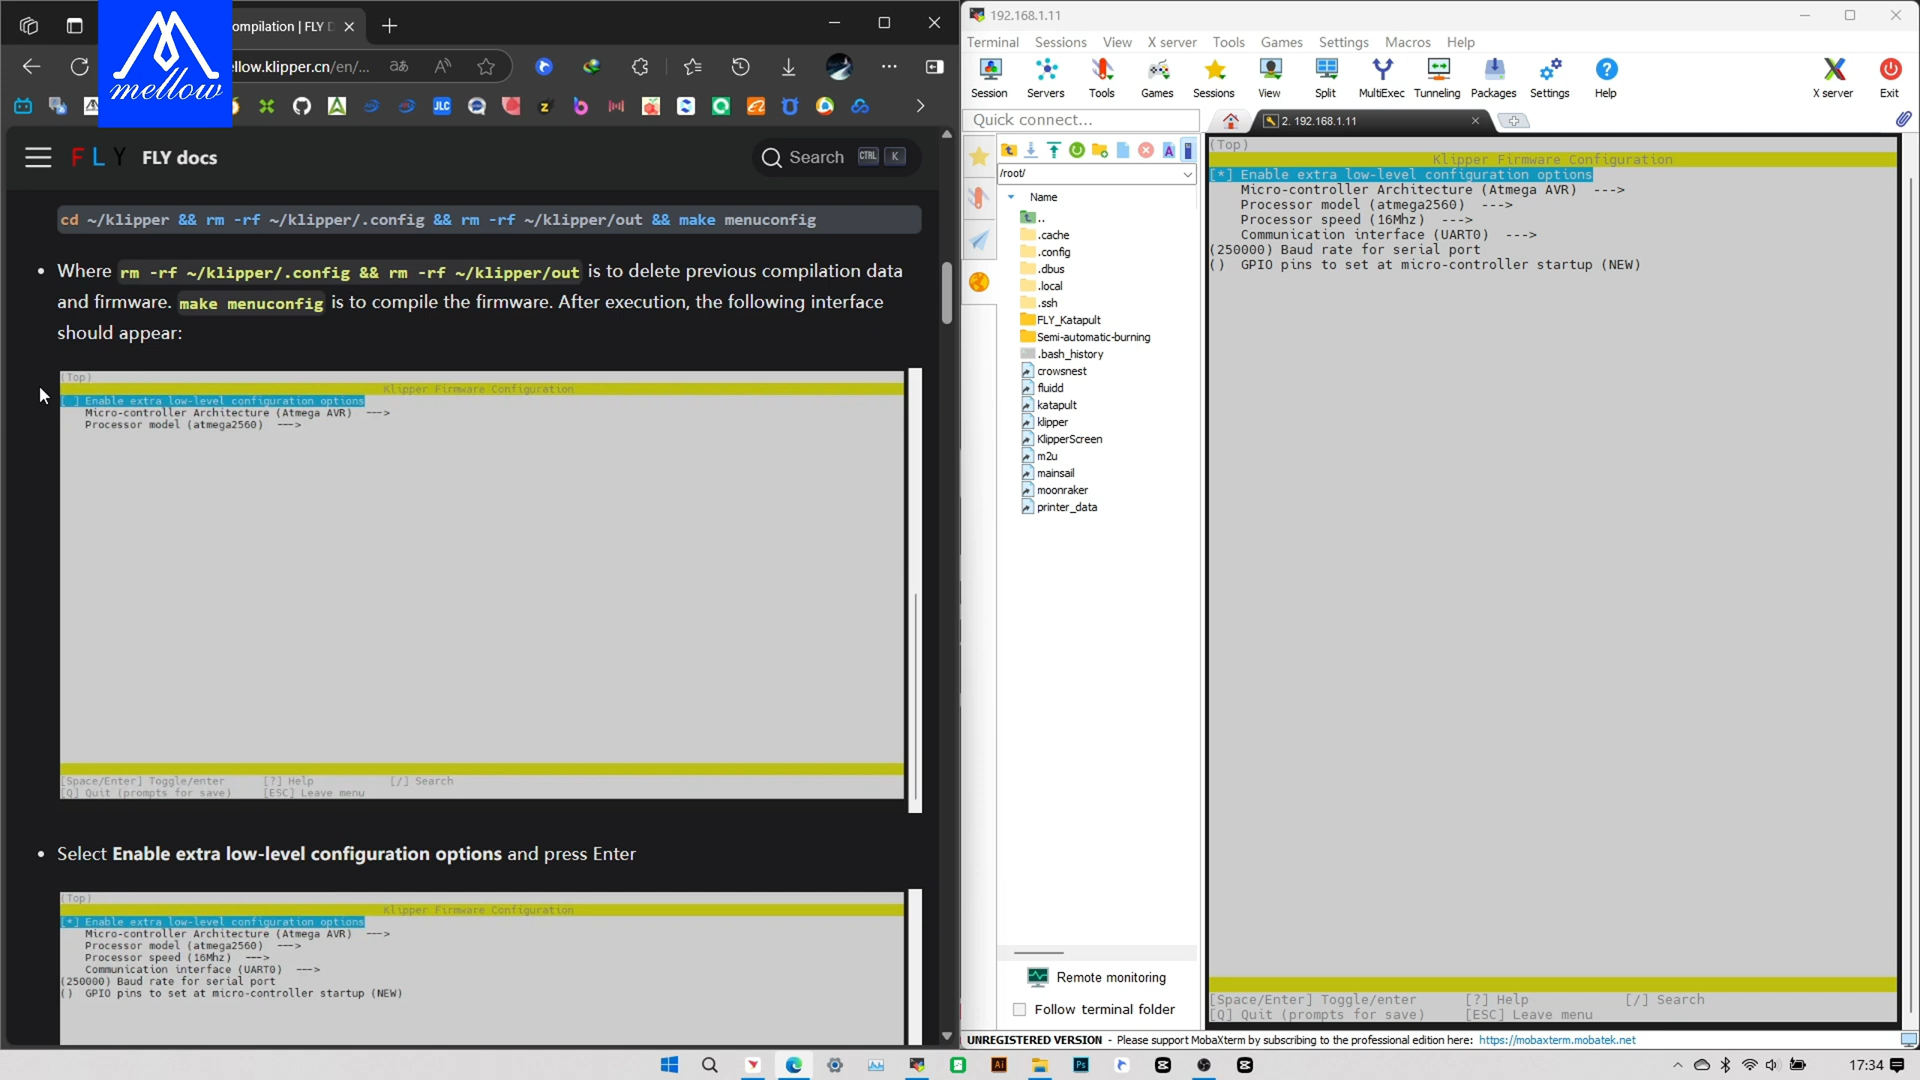 ompilation | FLY D
mellow
llow.klipper.cn/en/...
FLY
FLY docs
Search
CTRL
K
cd ~/klipper && rm -rf ~/klipper/.config && rm -rf ~/klipper/out && make menuconfig
Where rm -rf ~/klipper/.config && rm -rf ~/klipper/out is to delete previous compilation data
and firmware. make menuconfig is to compile the firmware. After execution, the following interface
should appear:
(Top)
Klipper Firmware Configuration
[ ] Enable extra low-level configuration options
Micro-controller Architecture (Atmega AVR) --->
Processor model (atmega2560) --->
[Space/Enter] Toggle/enter [?] Help [/] Search
[Q] Quit (prompts for save) [ESC] Leave menu
Select Enable extra low-level configuration options and press Enter
(Top)
Klipper Firmware Configuration
[*] Enable extra low-level configuration options
Micro-controller Architecture (Atmega AVR) --->
Processor model (atmega2560) --->
Processor speed (16Mhz) --->
Communication interface (UART0) --->
(250000) Baud rate for serial port
() GPIO pins to set at micro-controller startup (NEW)
192.168.1.11
Terminal Sessions View X server Tools Games Settings Macros Help
Session Servers Tools Games Sessions View Split MultiExec Tunneling Packages Settings Help X server Exit
Quick connect...
2. 192.168.1.11
/root/
Name
..
.cache
.config
.dbus
.local
.ssh
FLY_Katapult
Semi-automatic-burning
.bash_history
crowsnest
fluidd
katapult
klipper
KlipperScreen
m2u
mainsail
moonraker
printer_data
Remote monitoring
Follow terminal folder
(Top)
Klipper Firmware Configuration
[*] Enable extra low-level configuration options
Micro-controller Architecture (Atmega AVR) --->
Processor model (atmega2560) --->
Processor speed (16Mhz) --->
Communication interface (UART0) --->
(250000) Baud rate for serial port
() GPIO pins to set at micro-controller startup (NEW)
[Space/Enter] Toggle/enter [?] Help [/] Search
[Q] Quit (prompts for save) [ESC] Leave menu
UNREGISTERED VERSION - Please support MobaXterm by subscribing to the professional edition here: https://mobaxterm.mobatek.net
17:34